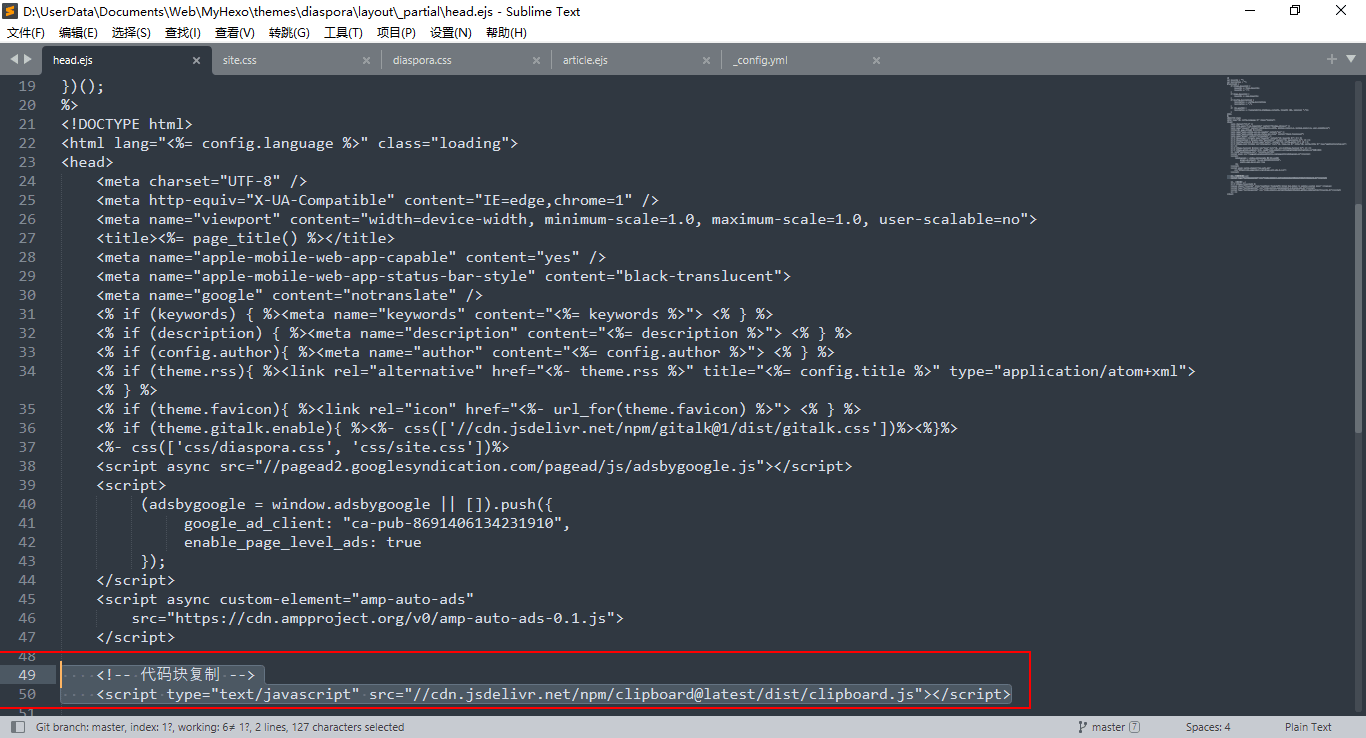 D:\UserData\Documents\Web\MyHexo\themes\diaspora\layout\_partial\head.ejs - Sublime Text
文件(F) 编辑(E) 选择(S) 查找(I) 查看(V) 转跳(G) 工具(T) 项目(P) 设置(N) 帮助(H)
head.ejs site.css diaspora.css article.ejs _config.yml
19 })();
20 %>
21 <!DOCTYPE html>
22 <html lang="<%= config.language %>" class="loading">
23 <head>
24 <meta charset="UTF-8" />
25 <meta http-equiv="X-UA-Compatible" content="IE=edge,chrome=1" />
26 <meta name="viewport" content="width=device-width, minimum-scale=1.0, maximum-scale=1.0, user-scalable=no">
27 <title><%= page_title() %></title>
28 <meta name="apple-mobile-web-app-capable" content="yes" />
29 <meta name="apple-mobile-web-app-status-bar-style" content="black-translucent">
30 <meta name="google" content="notranslate" />
31 <% if (keywords) { %><meta name="keywords" content="<%= keywords %>"> <% } %>
32 <% if (description) { %><meta name="description" content="<%= description %>"> <% } %>
33 <% if (config.author){ %><meta name="author" content="<%= config.author %>"> <% } %>
34 <% if (theme.rss){ %><link rel="alternative" href="<%- theme.rss %>" title="<%= config.title %>" type="application/atom+xml">
<% } %>
35 <% if (theme.favicon){ %><link rel="icon" href="<%- url_for(theme.favicon) %>"> <% } %>
36 <% if (theme.gitalk.enable){ %><%- css(['//cdn.jsdelivr.net/npm/gitalk@1/dist/gitalk.css'])%><%}%>
37 <%- css(['css/diaspora.css', 'css/site.css'])%>
38 <script async src="//pagead2.googlesyndication.com/pagead/js/adsbygoogle.js"></script>
39 <script>
40 (adsbygoogle = window.adsbygoogle || []).push({
41 google_ad_client: "ca-pub-8691406134231910",
42 enable_page_level_ads: true
43 });
44 </script>
45 <script async custom-element="amp-auto-ads"
46 src="https://cdn.ampproject.org/v0/amp-auto-ads-0.1.js">
47 </script>
48
49 <!-- 代码块复制 -->
50 <script type="text/javascript" src="//cdn.jsdelivr.net/npm/clipboard@latest/dist/clipboard.js"></script>
51
Git branch: master, index: 1?, working: 6≠ 1?, 2 lines, 127 characters selected master 7 Spaces: 4 Plain Text